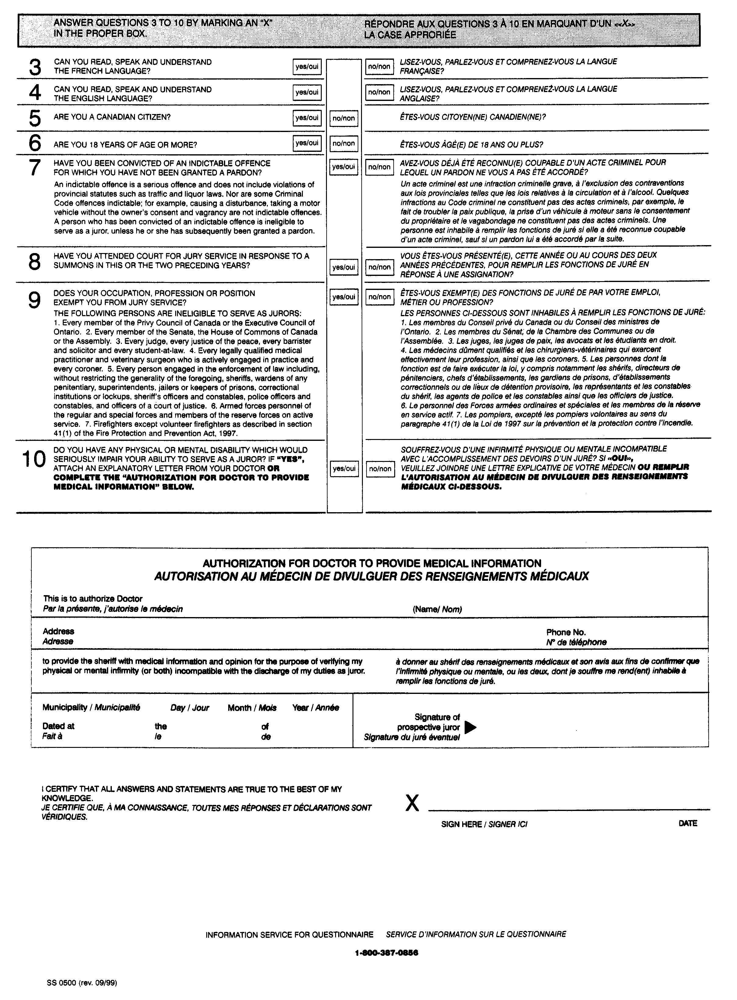 ANSWER QUESTIONS 3 TO 10 BY MARKING AN "X"
IN THE PROPER BOX.
RÉPONDRE AUX QUESTIONS 3 À 10 EN MARQUANT D'UN «X»
LA CASE APPRORIÉE
3
CAN YOU READ, SPEAK AND UNDERSTAND
THE FRENCH LANGUAGE?
yes/oui
no/non
LISEZ-VOUS, PARLEZ-VOUS ET COMPRENEZ-VOUS LA LANGUE
FRANÇAISE?
4
CAN YOU READ, SPEAK AND UNDERSTAND
THE ENGLISH LANGUAGE?
yes/oui
no/non
LISEZ-VOUS, PARLEZ-VOUS ET COMPRENEZ-VOUS LA LANGUE
ANGLAISE?
5
ARE YOU A CANADIAN CITIZEN?
yes/oui
no/non
ÊTES-VOUS CITOYEN(NE) CANADIEN(NE)?
6
ARE YOU 18 YEARS OF AGE OR MORE?
yes/oui
no/non
ÊTES-VOUS ÂGÉ(E) DE 18 ANS OU PLUS?
7
HAVE YOU BEEN CONVICTED OF AN INDICTABLE OFFENCE
FOR WHICH YOU HAVE NOT BEEN GRANTED A PARDON?
An indictable offence is a serious offence and does not include violations of
provincial statutes such as traffic and liquor laws. Nor are some Criminal
Code offences indictable; for example, causing a disturbance, taking a motor
vehicle without the owner's consent and vagrancy are not indictable offences.
A person who has been convicted of an indictable offence is ineligible to
serve as a juror, unless he or she has subsequently been granted a pardon.
yes/oui
no/non
AVEZ-VOUS DÉJÀ ÉTÉ RECONNU(E) COUPABLE D'UN ACTE CRIMINEL POUR
LEQUEL UN PARDON NE VOUS A PAS ÉTÉ ACCORDÉ?
Un acte criminel est une infraction criminelle grave, à l'exclusion des contraventions
aux lois provinciales telles que les lois relatives à la circulation et à l'alcool. Quelques
infractions au Code criminel ne constituent pas des actes criminels; par exemple, le
fait de troubler la paix publique, la prise d'un véhicule à moteur sans le consentement
du propriétaire et le vagabondage ne constituent pas des actes criminels. Une
personne est inhabile à remplir les fonctions de juré si elle a été reconnue coupable
d'un acte criminel, sauf si un pardon lui a été accordé par la suite.
8
HAVE YOU ATTENDED COURT FOR JURY SERVICE IN RESPONSE TO A
SUMMONS IN THIS OR THE TWO PRECEDING YEARS?
yes/oui
no/non
VOUS ÊTES-VOUS PRÉSENTÉ(E), CETTE ANNÉE OU AU COURS DES DEUX
ANNÉES PRÉCÉDENTES, POUR REMPLIR LES FONCTIONS DE JURÉ EN
RÉPONSE À UNE ASSIGNATION?
9
DOES YOUR OCCUPATION, PROFESSION OR POSITION
EXEMPT YOU FROM JURY SERVICE?
THE FOLLOWING PERSONS ARE INELIGIBLE TO SERVE AS JURORS:
1. Every member of the Privy Council of Canada or the Executive Council of
Ontario. 2. Every member of the Senate, the House of Commons of Canada
or the Assembly. 3. Every judge, every justice of the peace, every barrister
and solicitor and every student-at-law. 4. Every legally qualified medical
practitioner and veterinary surgeon who is actively engaged in practice and
every coroner. 5. Every person engaged in the enforcement of law including,
without restricting the generality of the foregoing, sheriffs, wardens of any
penitentiary, superintendents, jailers or keepers of prisons, correctional
institutions or lockups, sheriff's officers and constables, police officers and
constables, and officers of a court of justice. 6. Armed forces personnel of
the regular and special forces and members of the reserve forces on active
service. 7. Firefighters except volunteer firefighters as described in section
41(1) of the Fire Protection and Prevention Act, 1997.
yes/oui
no/non
ÊTES-VOUS EXEMPT(E) DES FONCTIONS DE JURÉ DE PAR VOTRE EMPLOI,
MÉTIER OU PROFESSION?
LES PERSONNES CI-DESSOUS SONT INHABILES À REMPLIR LES FONCTIONS DE JURÉ:
1. Les membres du Conseil privé du Canada ou du Conseil des ministres de
l'Ontario. 2. Les membres du Sénat, de la Chambre des Communes ou de
l'Assemblée. 3. Les juges, les juges de paix, les avocats et les étudiants en droit.
4. Les médecins dûment qualifiés et les chirurgiens-vétérinaires qui exercent
effectivement leur profession, ainsi que les coroners. 5. Les personnes dont la
fonction est de faire exécuter la loi, y compris notamment les shérifs, directeurs de
pénitenciers, chefs d'établissements, les gardiens de prisons, d'établissements
correctionnels ou de lieux de détention provisoire, les représentants et les constables
du shérif, les agents de police et les constables ainsi que les officiers de justice.
6. Le personnel des Forces armées ordinaires et spéciales et les membres de la réserve
en service actif. 7. Les pompiers, excepté les pompiers volontaires au sens du
paragraphe 41(1) de la Loi de 1997 sur la prévention et la protection contre l'incendie.
10
DO YOU HAVE ANY PHYSICAL OR MENTAL DISABILITY WHICH WOULD
SERIOUSLY IMPAIR YOUR ABILITY TO SERVE AS A JUROR? IF "YES",
ATTACH AN EXPLANATORY LETTER FROM YOUR DOCTOR OR
COMPLETE THE "AUTHORIZATION FOR DOCTOR TO PROVIDE
MEDICAL INFORMATION" BELOW.
yes/oui
no/non
SOUFFREZ-VOUS D'UNE INFIRMITÉ PHYSIQUE OU MENTALE INCOMPATIBLE
AVEC L'ACCOMPLISSEMENT DES DEVOIRS D'UN JURÉ? SI «OUI»,
VEUILLEZ JOINDRE UNE LETTRE EXPLICATIVE DE VOTRE MÉDECIN OU REMPLIR
L'AUTORISATION AU MÉDECIN DE DIVULGUER DES RENSEIGNEMENTS
MÉDICAUX CI-DESSOUS.
AUTHORIZATION FOR DOCTOR TO PROVIDE MEDICAL INFORMATION
AUTORISATION AU MÉDECIN DE DIVULGUER DES RENSEIGNEMENTS MÉDICAUX
This is to authorize Doctor
Par la présente, j'autorise le médecin
(Name/ Nom)
Address
Adresse
Phone No.
N° de téléphone
to provide the sheriff with medical information and opinion for the purpose of verifying my
physical or mental infirmity (or both) incompatible with the discharge of my duties as juror.
à donner au shérif des renseignements médicaux et son avis aux fins de confirmer que
l'infirmité physique ou mentale, ou les deux, dont je souffre me rend(ent) inhabile à
remplir les fonctions de juré.
Municipality / Municipalité Day / Jour Month / Mois Year / Année
Dated at the of
Fait à le de
Signature of
prospective juror
Signature du juré éventuel
I CERTIFY THAT ALL ANSWERS AND STATEMENTS ARE TRUE TO THE BEST OF MY
KNOWLEDGE.
JE CERTIFIE QUE, À MA CONNAISSANCE, TOUTES MES RÉPONSES ET DÉCLARATIONS SONT
VÉRIDIQUES.
X
SIGN HERE / SIGNER ICI DATE
INFORMATION SERVICE FOR QUESTIONNAIRE SERVICE D'INFORMATION SUR LE QUESTIONNAIRE
1-800-387-0856
SS 0500 (rev. 09/99)